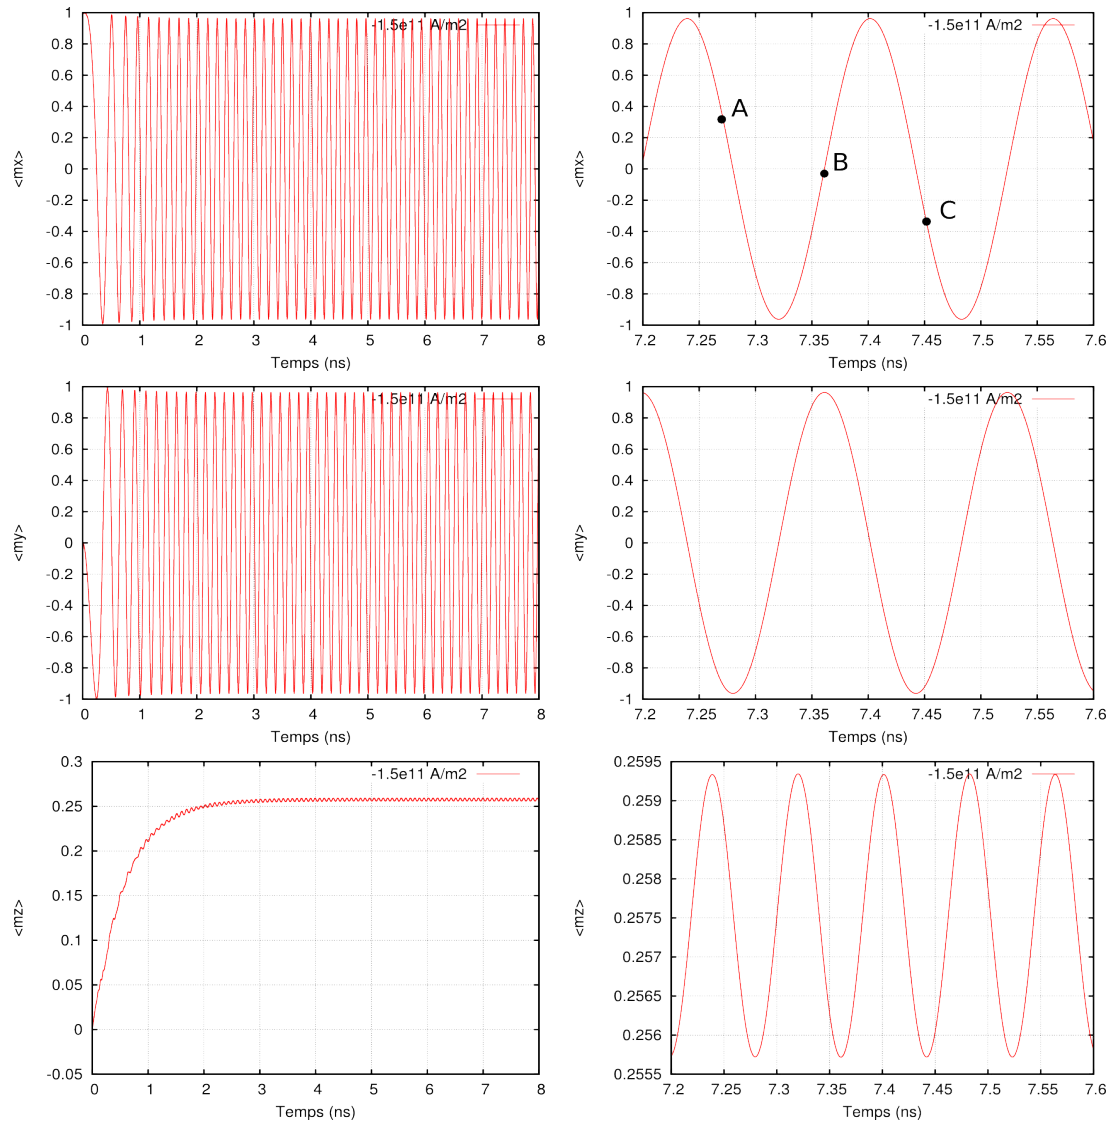 -1.5e11 A/m2
<mx>
1
0.8
0.6
0.4
0.2
0
-0.2
-0.4
-0.6
-0.8
-1
0 1 2 3 4 5 6 7 8
Temps (ns)
-1.5e11 A/m2
A
B
C
<mx>
1
0.8
0.6
0.4
0.2
0
-0.2
-0.4
-0.6
-0.8
-1
7.2 7.25 7.3 7.35 7.4 7.45 7.5 7.55 7.6
Temps (ns)
-1.5e11 A/m2
<my>
1
0.8
0.6
0.4
0.2
0
-0.2
-0.4
-0.6
-0.8
-1
0 1 2 3 4 5 6 7 8
Temps (ns)
-1.5e11 A/m2
<my>
1
0.8
0.6
0.4
0.2
0
-0.2
-0.4
-0.6
-0.8
-1
7.2 7.25 7.3 7.35 7.4 7.45 7.5 7.55 7.6
Temps (ns)
-1.5e11 A/m2
<mz>
0.3
0.25
0.2
0.15
0.1
0.05
0
-0.05
0 1 2 3 4 5 6 7 8
Temps (ns)
-1.5e11 A/m2
<mz>
0.2595
0.259
0.2585
0.258
0.2575
0.257
0.2565
0.256
0.2555
7.2 7.25 7.3 7.35 7.4 7.45 7.5 7.55 7.6
Temps (ns)